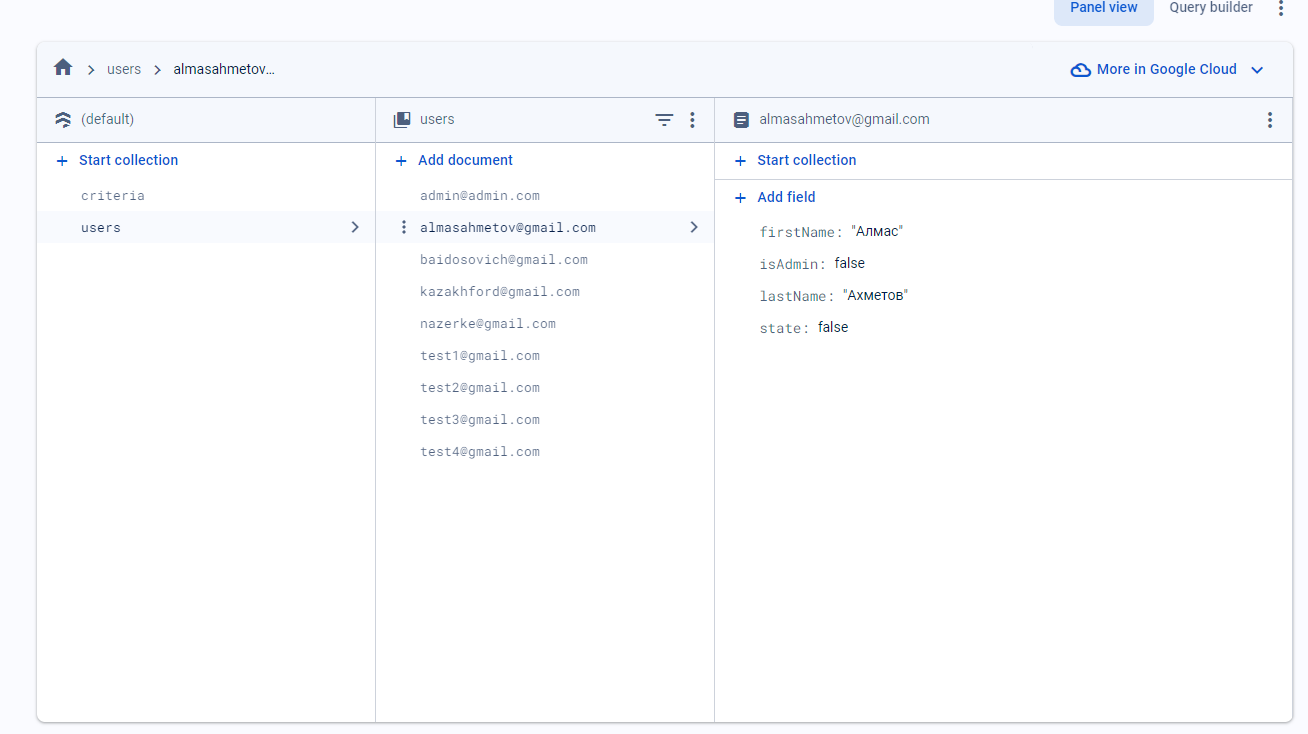 Panel view Query builder
users almasahmetov...
More in Google Cloud
(default)
Start collection
criteria
users
users
Add document
admin@admin.com
almasahmetov@gmail.com
baidosovich@gmail.com
kazakhford@gmail.com
nazerke@gmail.com
test1@gmail.com
test2@gmail.com
test3@gmail.com
test4@gmail.com
almasahmetov@gmail.com
Start collection
Add field
firstName: "Алмас"
isAdmin: false
lastName: "Ахметов"
state: false